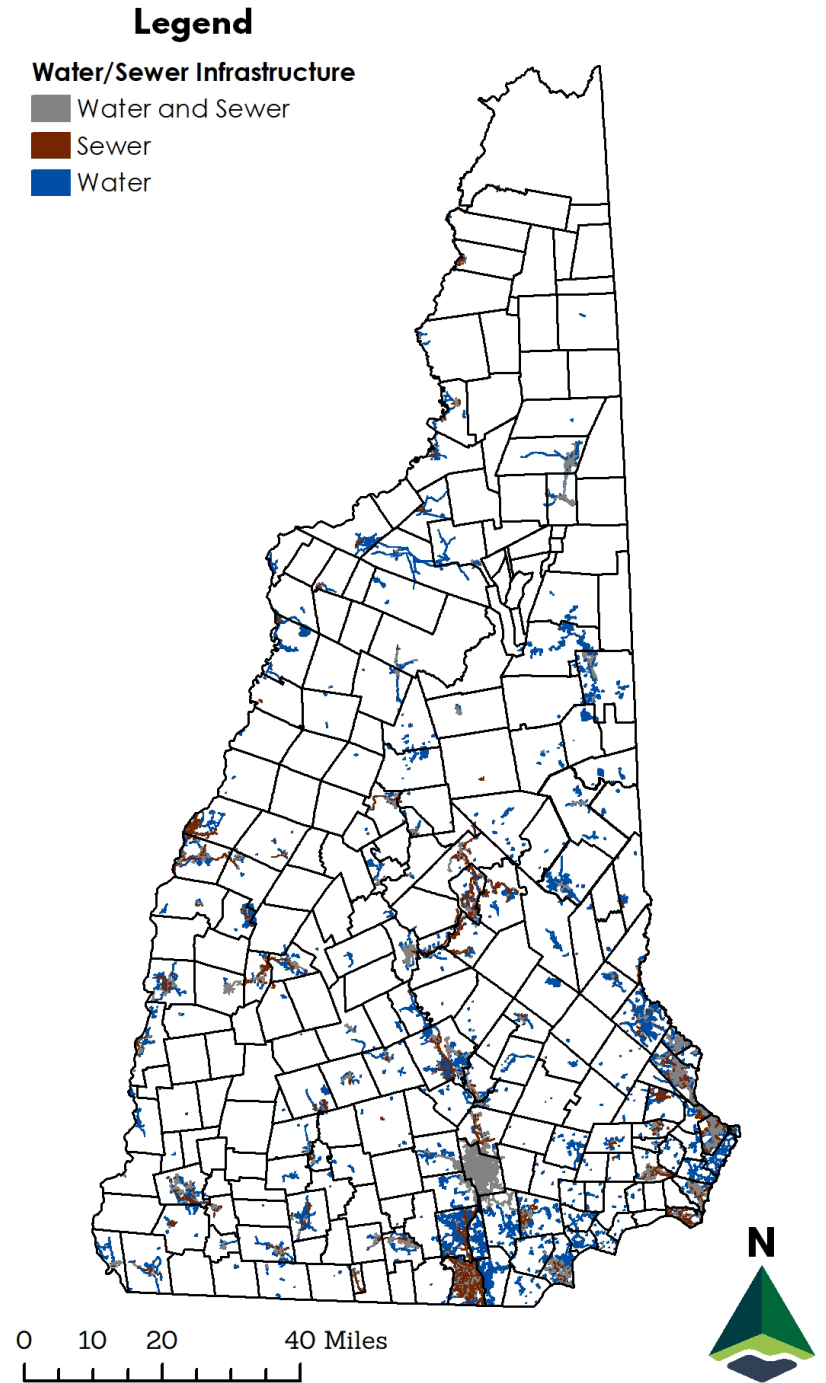 Legend
Water/Sewer Infrastructure
Water and Sewer
Sewer
Water
N
0 10 20 40 Miles